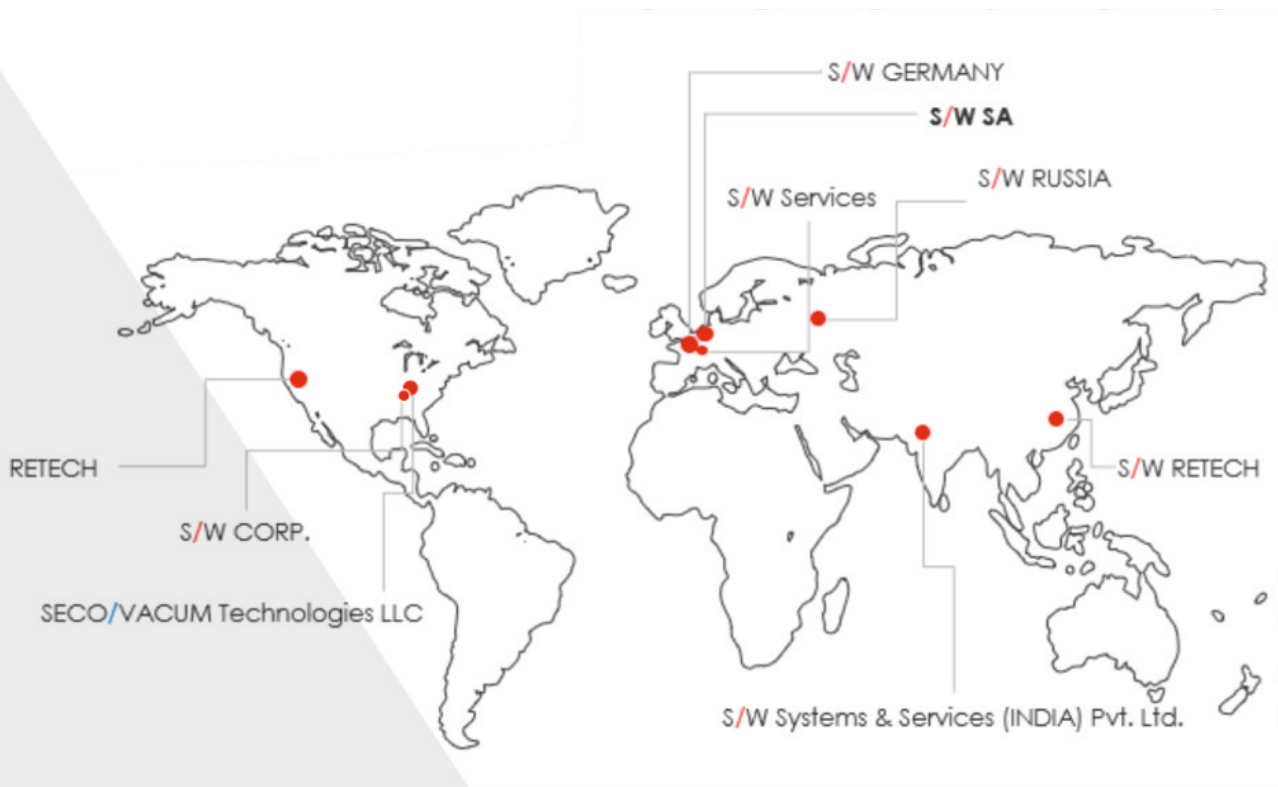 S/W GERMANY
S/W SA
S/W RUSSIA
S/W Services
RETECH
S/W RETECH
S/W CORP.
SECO/VACUM Technologies LLC
S/W Systems & Services (INDIA) Pvt. Ltd.